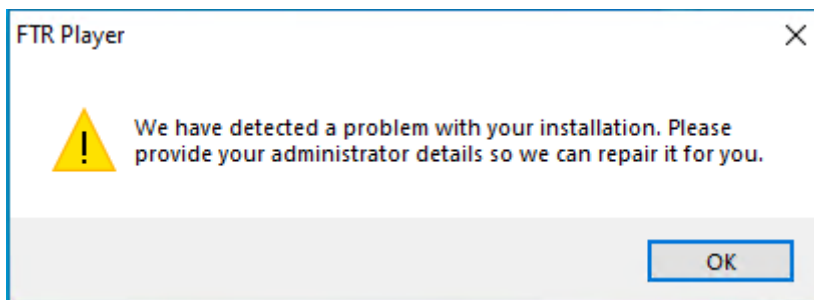 FTR Player
We have detected a problem with your installation. Please
provide your administrator details so we can repair it for you.
OK